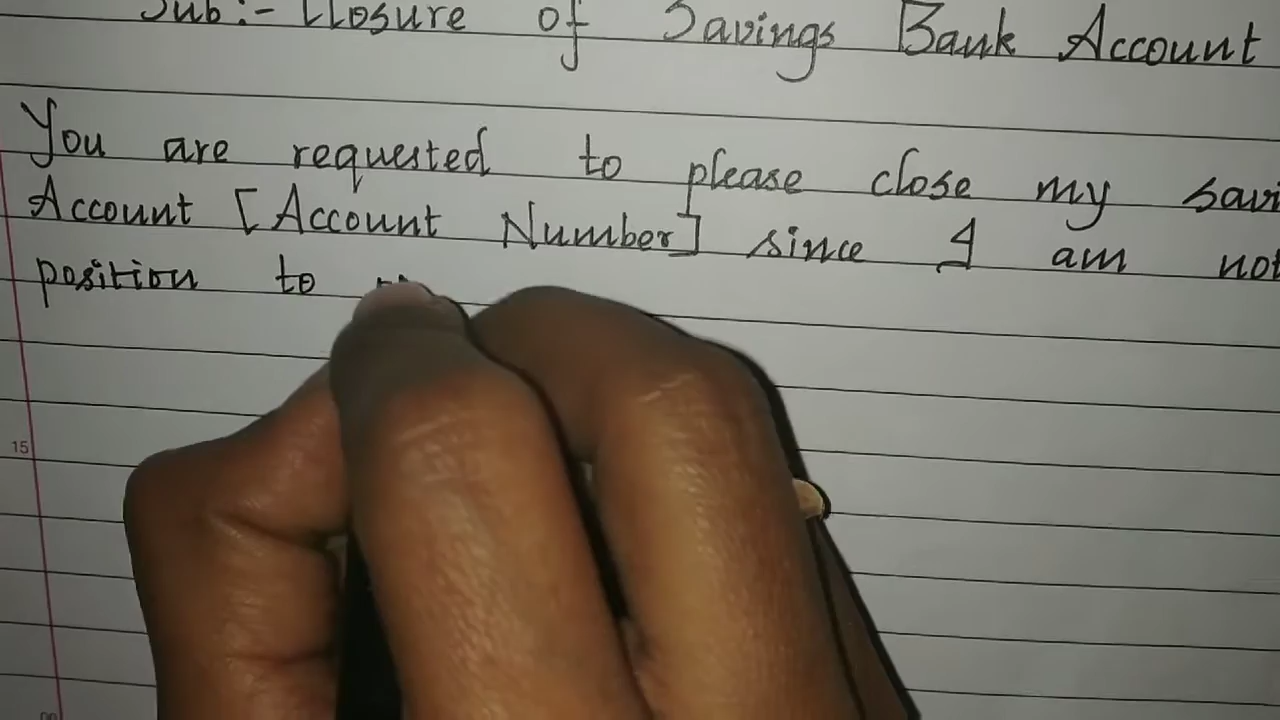 Sub:- Closure of Savings Bank Account
You are requested to please close my savi
Account [Account Number] since I am not
position to
15